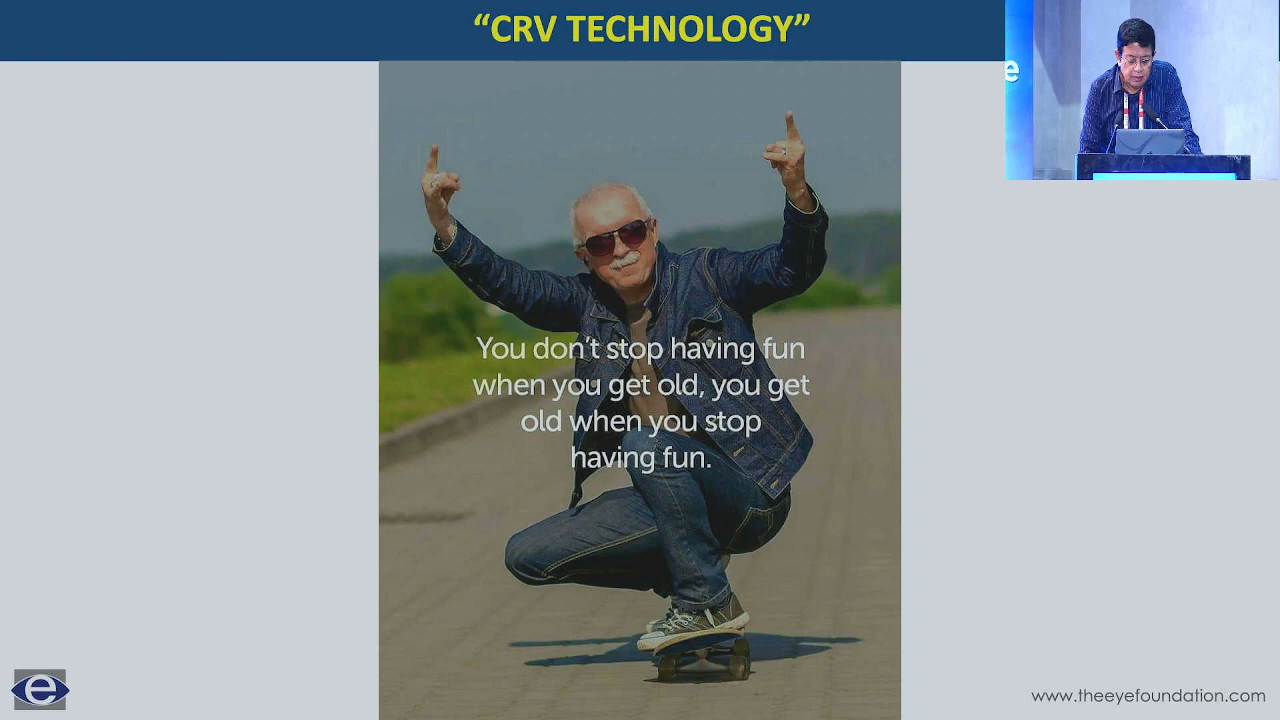 “CRV TECHNOLOGY”
e
You don’t stop having fun
when you get old, you get
old when you stop
having fun.
e
www.theeyefoundation.com